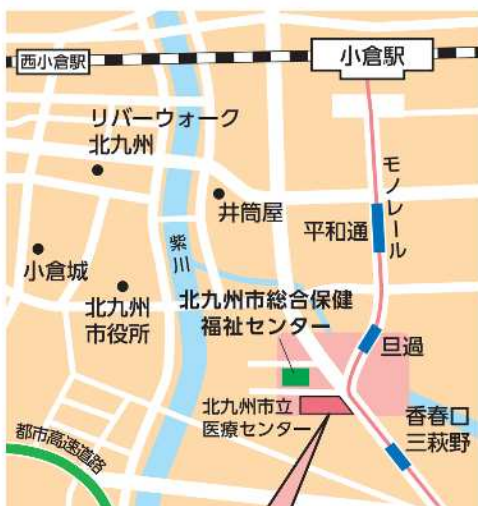 小倉駅
西小倉駅
リバーウォーク
北九州
モノレール
井筒屋
平和通
紫川
小倉城
北九州
市役所
北九州市総合保健
福祉センター
旦過
北九州市立
医療センター
香春口
三萩野
都市高速道路